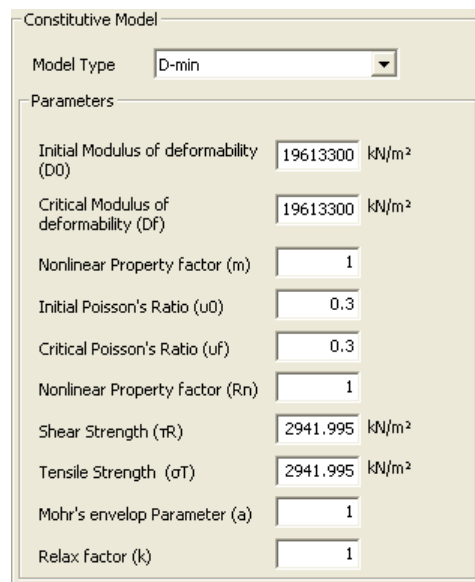 Constitutive Model
Model Type D-min
Parameters
Initial Modulus of deformability
(D0) 19613300 kN/m²
Critical Modulus of
deformability (Df) 19613300 kN/m²
Nonlinear Property factor (m) 1
Initial Poisson's Ratio (υ0) 0.3
Critical Poisson's Ratio (υf) 0.3
Nonlinear Property factor (Rn) 1
Shear Strength (τR) 2941.995 kN/m²
Tensile Strength (σT) 2941.995 kN/m²
Mohr's envelop Parameter (a) 1
Relax factor (k) 1